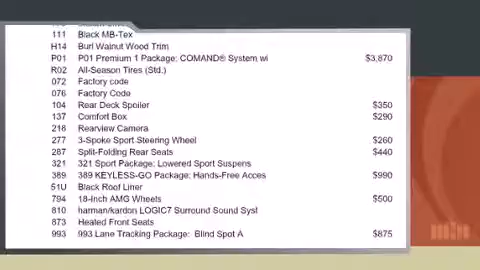 111 Black MB-Tex
H14 Burl Walnut Wood Trim
P01 P01 Premium 1 Package: COMAND® System wi $3,870
R02 All-Season Tires (Std.)
072 Factory code
076 Factory Code
104 Rear Deck Spoiler $350
137 Comfort Box $290
218 Rearview Camera
277 3-Spoke Sport Steering Wheel $260
287 Split-Folding Rear Seats $440
321 321 Sport Package: Lowered Sport Suspens
389 389 KEYLESS-GO Package: Hands-Free Acces $990
51U Black Roof Liner
794 18-Inch AMG Wheels $500
810 harman/kardon LOGIC7 Surround Sound Syst
873 Heated Front Seats
993 993 Lane Tracking Package: Blind Spot A $875